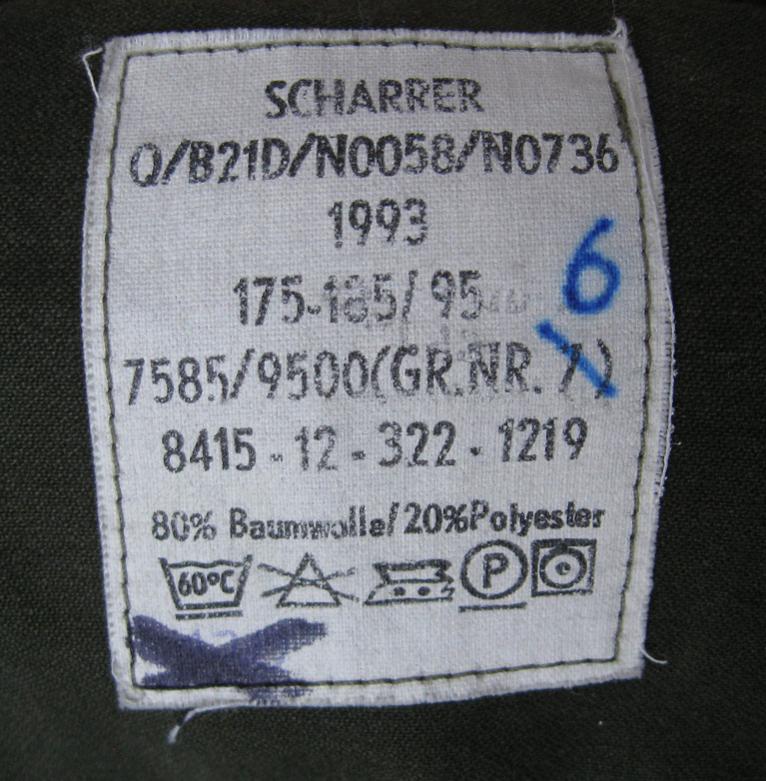 SCHARRER
Q/B21D/N0058/N0736
1993
175-185/ 95
6
7585/9500(GR.NR. 7)
8415 - 12 - 322 - 1219
80% Baumwolle/20%Polyester
60°C P